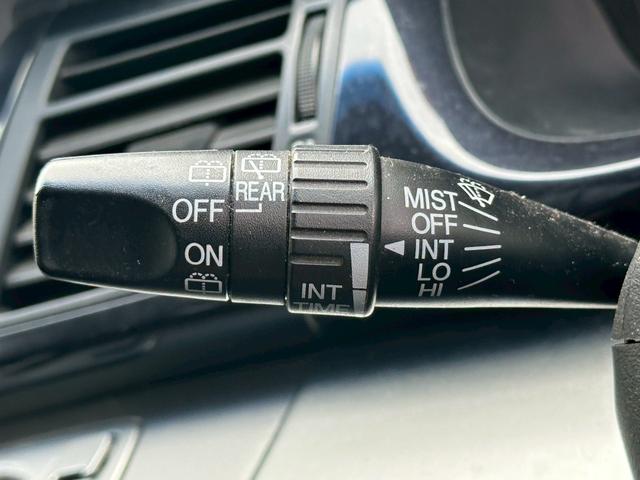 REAR
OFF
ON
INT
TIME
MIST
OFF
INT
LO
HI